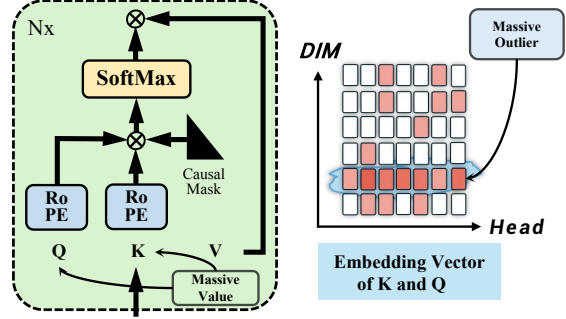 Nx
SoftMax
Causal
Mask
Ro
PE
Ro
PE
Q
K
V
Massive
Value
Massive
Outlier
DIM
Head
Embedding Vector
of K and Q